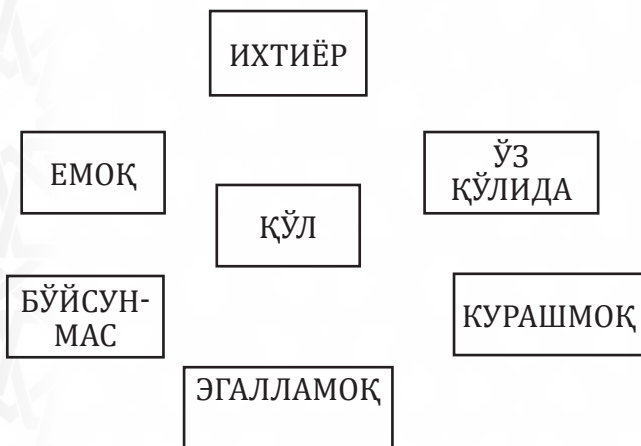 ИХТИЁР
ЕМОҚ
ЎЗ
ҚЎЛИДА
ҚЎЛ
БЎЙСУН-
МАС
КУРАШМОҚ
ЭГАЛЛАМОҚ